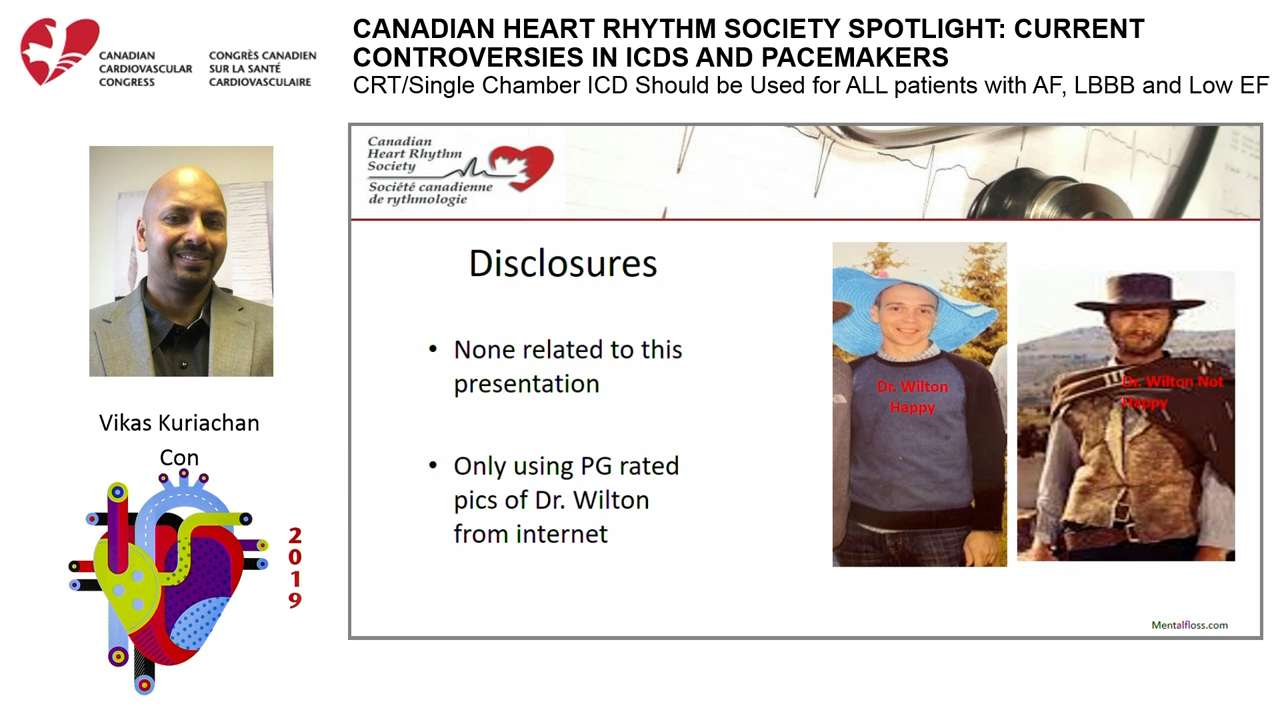 CANADIAN
CARDIOVASCULAR
CONGRESS
CONGRÈS CANADIEN
SUR LA SANTÉ
CARDIOVASCULAIRE
CANADIAN HEART RHYTHM SOCIETY SPOTLIGHT: CURRENT
CONTROVERSIES IN ICDS AND PACEMAKERS
CRT/Single Chamber ICD Should be Used for ALL patients with AF, LBBB and Low EF
Vikas Kuriachan
Con
2019
Canadian
Heart Rhythm
Society
Société canadienne
de rythmologie
Disclosures
• None related to this
presentation
• Only using PG rated
pics of Dr. Wilton
from internet
Dr. Wilton
Happy
Dr. Wilton Not
Happy
Mentalfloss.com